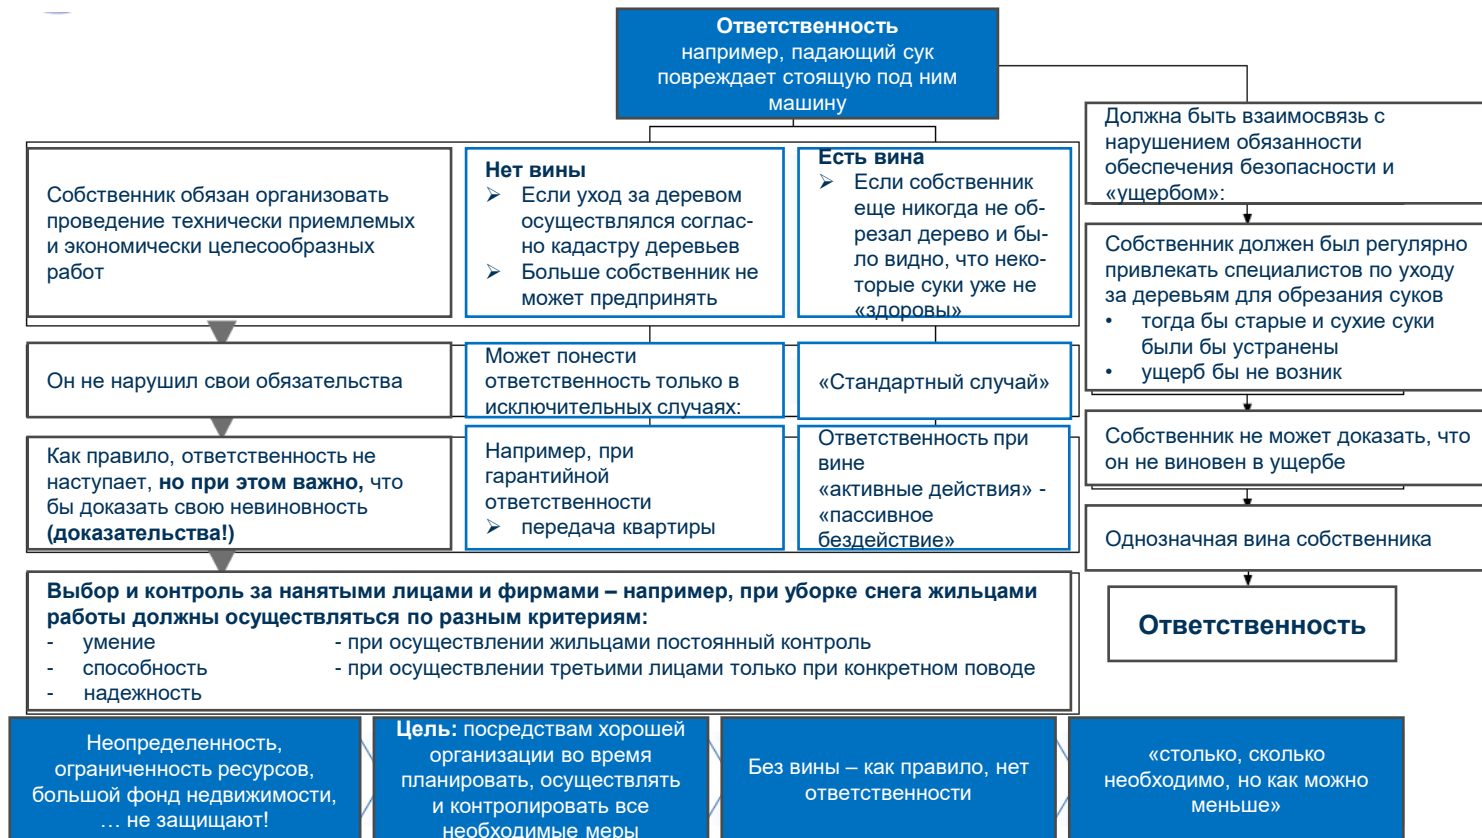 Ответственность
например, падающий сук
повреждает стоящую под ним
машину
Собственник обязан организовать
проведение технически приемлемых
и экономически целесообразных
работ
Нет вины
➢ Если уход за деревом
осуществлялся соглас-
но кадастру деревьев
➢ Больше собственник не
может предпринять
Есть вина
➢ Если собственник
еще никогда не об-
резал дерево и бы-
ло видно, что неко-
торые суки уже не
«здоровы»
Должна быть взаимосвязь с
нарушением обязанности
обеспечения безопасности и
«ущербом»:
Собственник должен был регулярно
привлекать специалистов по уходу
за деревьям для обрезания суков
• тогда бы старые и сухие суки
были бы устранены
• ущерб бы не возник
Он не нарушил свои обязательства
Может понести
ответственность только в
исключительных случаях:
«Стандартный случай»
Собственник не может доказать, что
он не виновен в ущербе
Как правило, ответственность не
наступает, но при этом важно, что
бы доказать свою невиновность
(доказательства!)
Например, при
гарантийной
ответственности
➢ передача квартиры
Ответственность при
вине
«активные действия» -
«пассивное
бездействие»
Однозначная вина собственника
Ответственность
Выбор и контроль за нанятыми лицами и фирмами – например, при уборке снега жильцами
работы должны осуществляться по разным критериям:
- умение - при осуществлении жильцами постоянный контроль
- способность - при осуществлении третьими лицами только при конкретном поводе
- надежность
Неопределенность,
ограниченность ресурсов,
большой фонд недвижимости,
… не защищают!
Цель: посредствам хорошей
организации во время
планировать, осуществлять
и контролировать все
необходимые меры
Без вины – как правило, нет
ответственности
«столько, сколько
необходимо, но как можно
меньше»